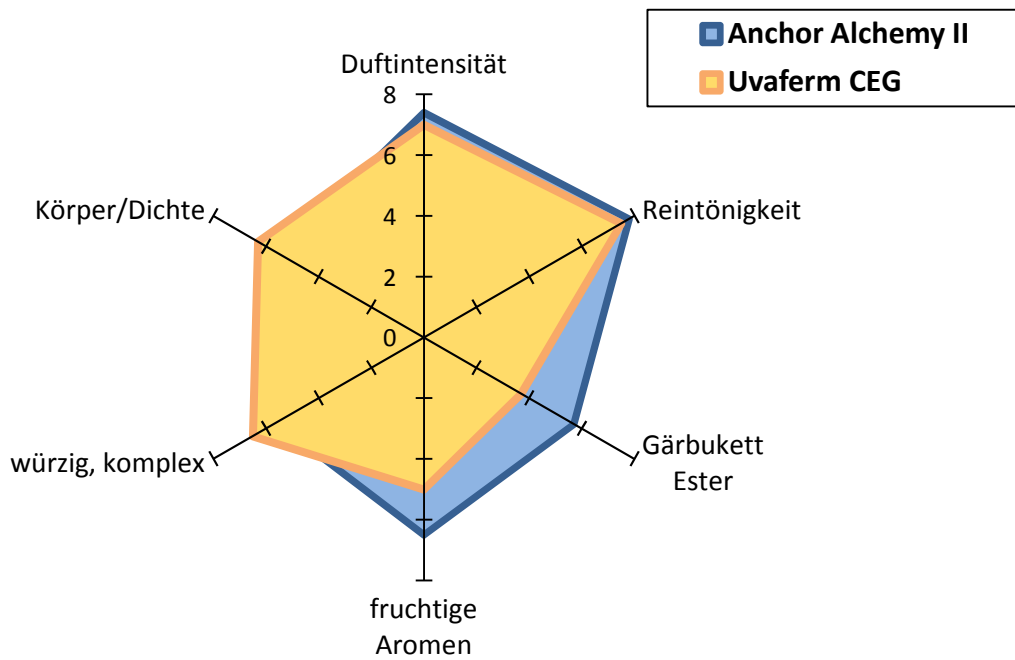 Anchor Alchemy II
Uvaferm CEG
Duftintensität
8
6
4
2
0
Körper/Dichte
Reintönigkeit
würzig, komplex
Gärbukett
Ester
fruchtige
Aromen